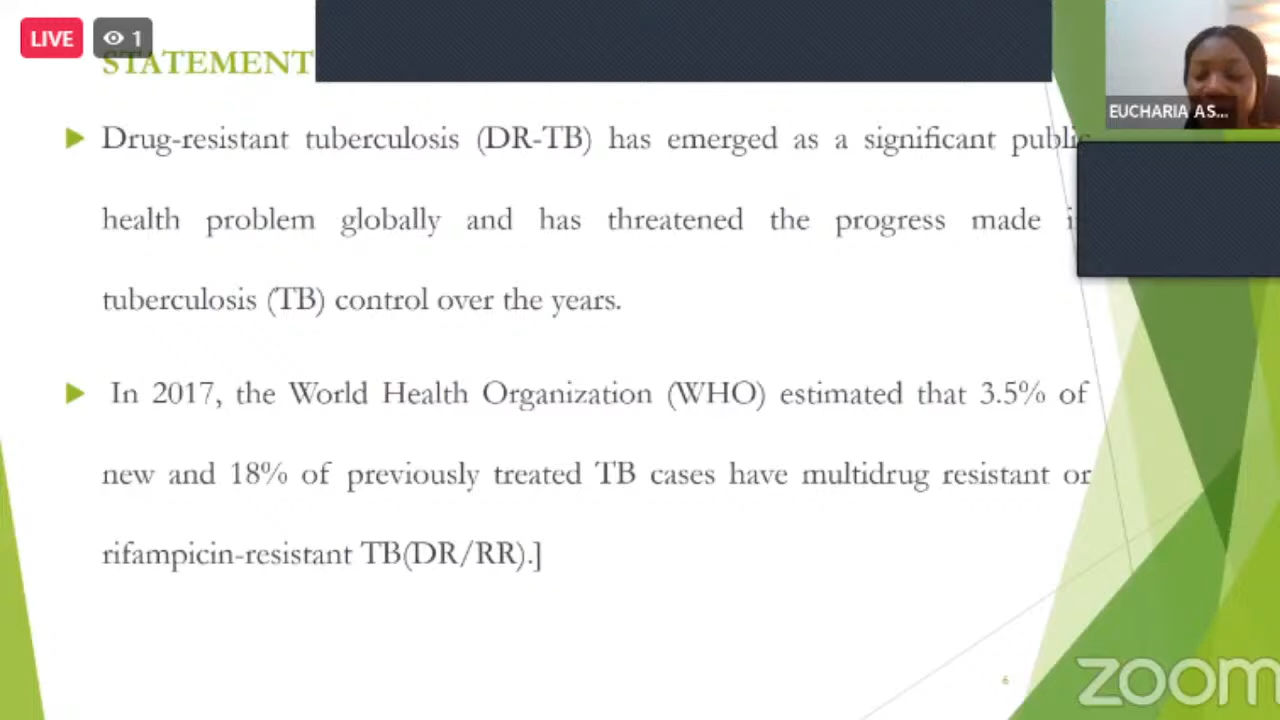 LIVE
1
STATEMENT
EUCHARIA AS...
Drug-resistant tuberculosis (DR-TB) has emerged as a significant public
health problem globally and has threatened the progress made
tuberculosis (TB) control over the years.
In 2017, the World Health Organization (WHO) estimated that 3.5% of
new and 18% of previously treated TB cases have multidrug resistant or
rifampicin-resistant TB(DR/RR).]
6
zoom